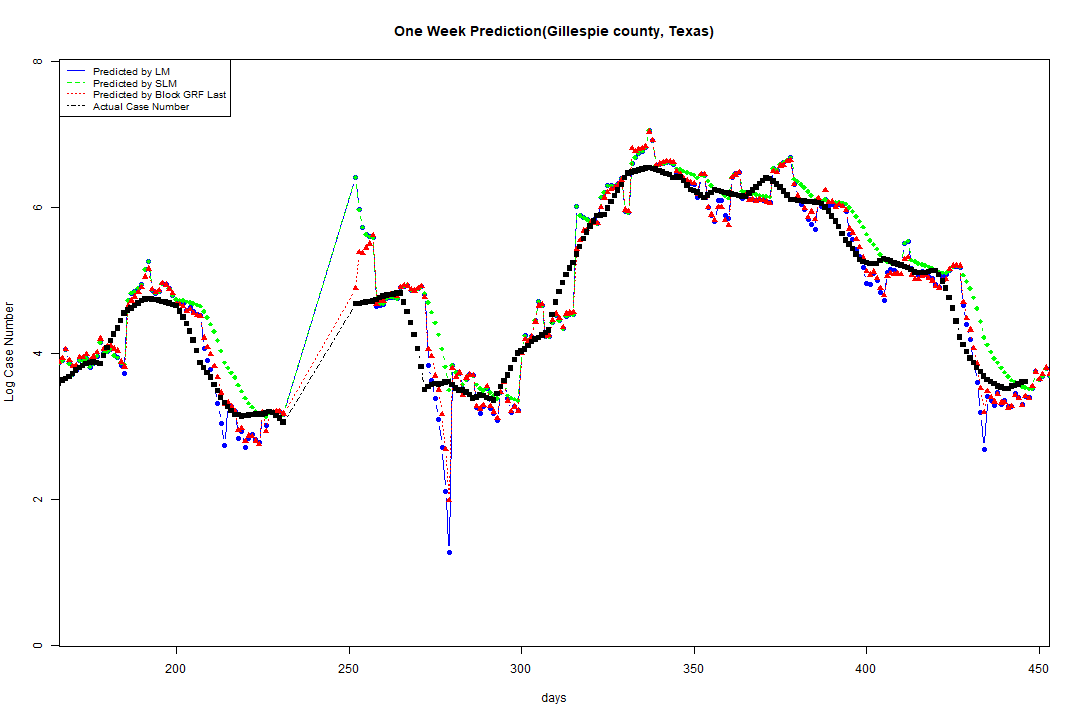 One Week Prediction(Gillespie county, Texas)
Predicted by LM
Predicted by SLM
Predicted by Block GRF Last
Actual Case Number
8
6
4
2
0
Log Case Number
200 250 300 350 400 450
days